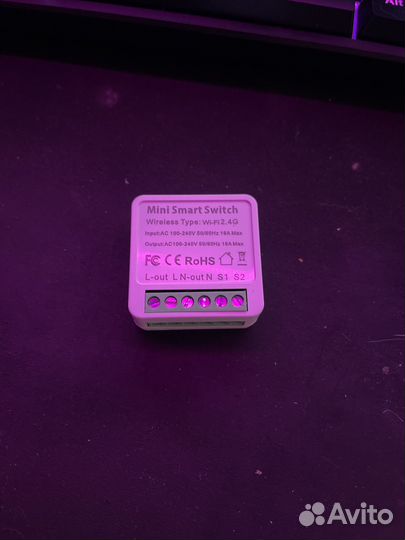 Alt
Mini Smart Switch
Wireless Type: WI-FI 2.4G
Input:AC 100-240V 50/60Hz 16A Max
Output:AC100-240V 50/60Hz 16A Max
FC CE RoHS
L-out L N-out N S1 S2
Avito